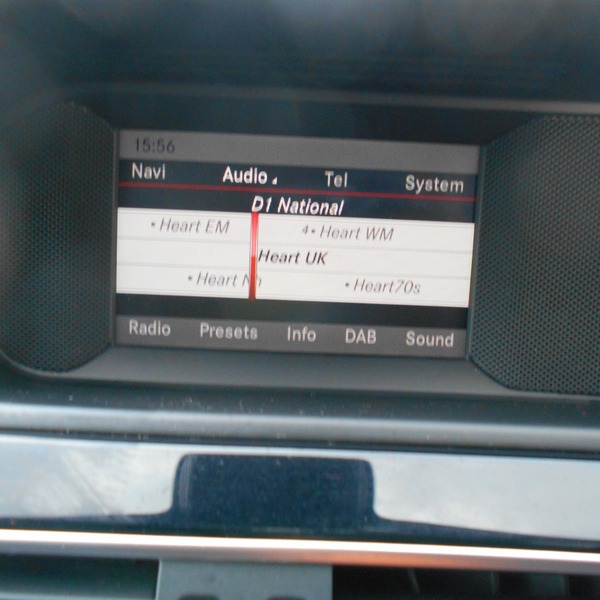 15:56
Navi Audio Tel System
D1 National
• Heart EM 4• Heart WM
Heart UK
• Heart • Heart70s
Radio Presets Info DAB Sound